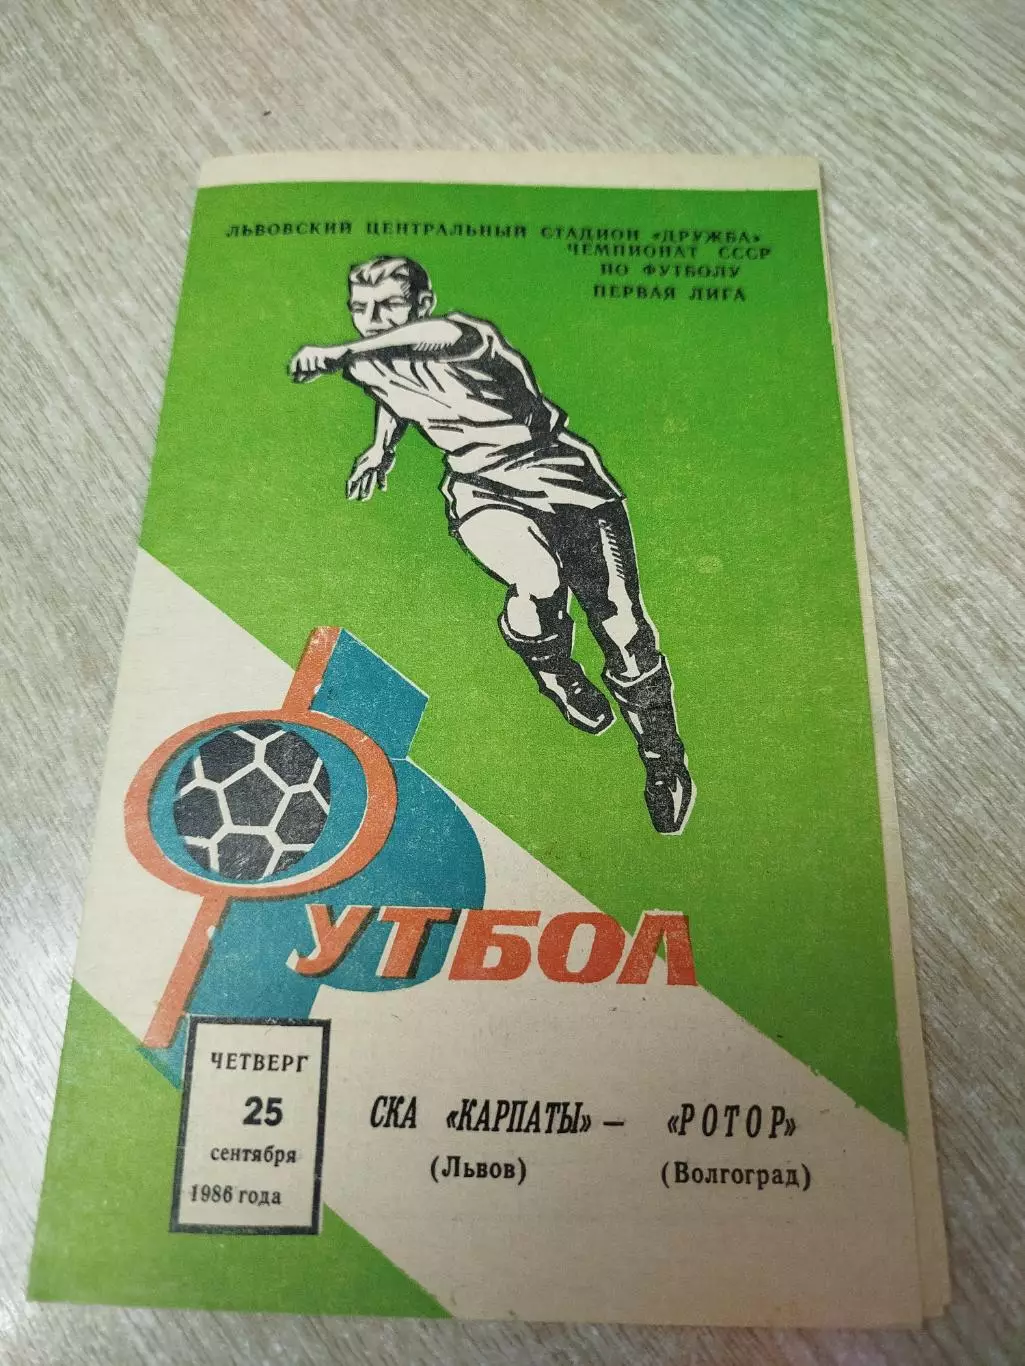 ЛЬВОВСКИЙ ЦЕНТРАЛЬНЫЙ СТАДИОН «ДРУЖБА»
ЧЕМПИОНАТ СССР
ПО ФУТБОЛУ
ПЕРВАЯ ЛИГА
ФУТБОЛ
ЧЕТВЕРГ
25
сентября
1986 года
СКА «КАРПАТЫ» — «РОТОР»
(Львов) (Волгоград)